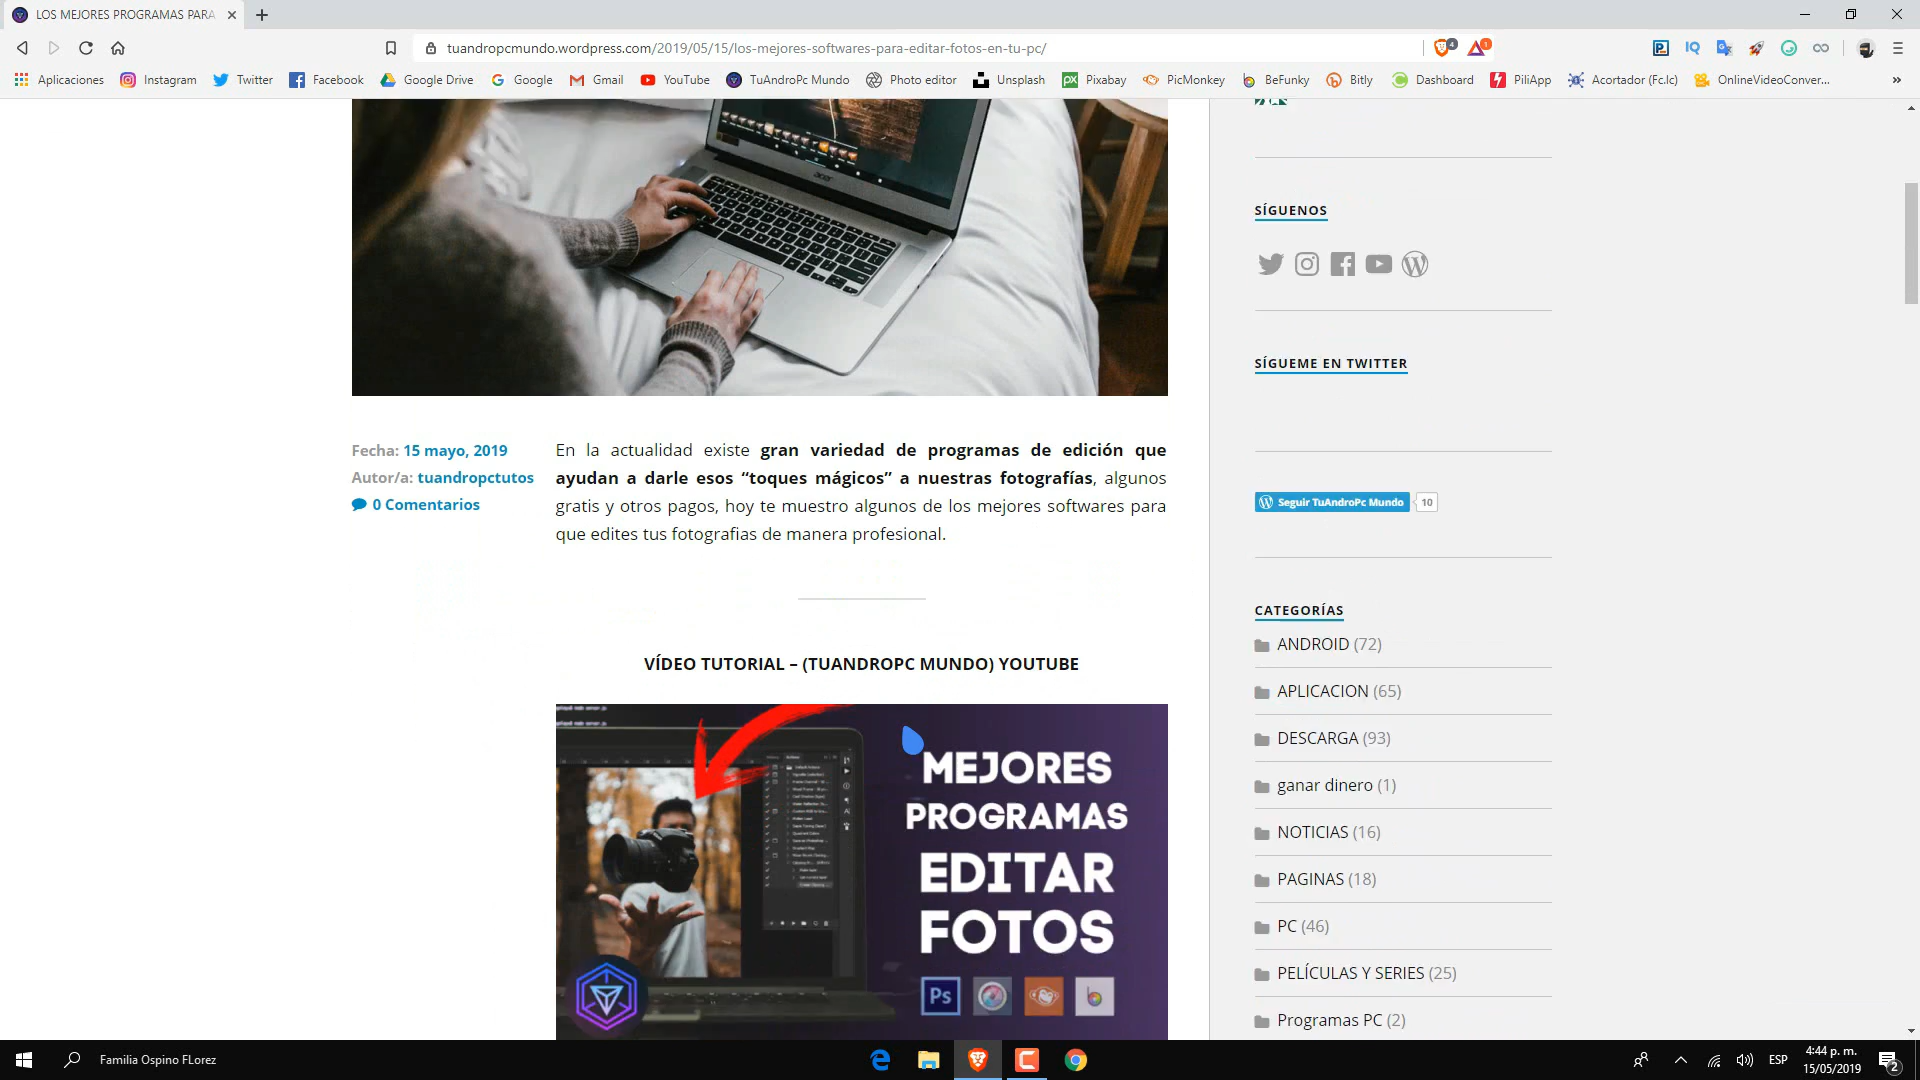 LOS MEJORES PROGRAMAS PARA
tuandropcmundo.wordpress.com/2019/05/15/los-mejores-softwares-para-editar-fotos-en-tu-pc/
4
1
Aplicaciones Instagram Twitter Facebook Google Drive Google Gmail YouTube TuAndroPc Mundo Photo editor Unsplash Pixabay PicMonkey BeFunky Bitly Dashboard PiliApp Acortador (Fc.lc) OnlineVideoConver...
acer
Fecha: 15 mayo, 2019
Autor/a: tuandropctutos
0 Comentarios
En la actualidad existe gran variedad de programas de edición que
ayudan a darle esos “toques mágicos” a nuestras fotografías, algunos
gratis y otros pagos, hoy te muestro algunos de los mejores softwares para
que edites tus fotografias de manera profesional.
VÍDEO TUTORIAL – (TUANDROPC MUNDO) YOUTUBE
MEJORES
PROGRAMAS
EDITAR
FOTOS
Ps
SÍGUENOS
SÍGUEME EN TWITTER
Seguir TuAndroPc Mundo 10
CATEGORÍAS
ANDROID (72)
APLICACION (65)
DESCARGA (93)
ganar dinero (1)
NOTICIAS (16)
PAGINAS (18)
PC (46)
PELÍCULAS Y SERIES (25)
Programas PC (2)
Familia Ospino FLorez
ESP
4:44 p. m.
15/05/2019
2